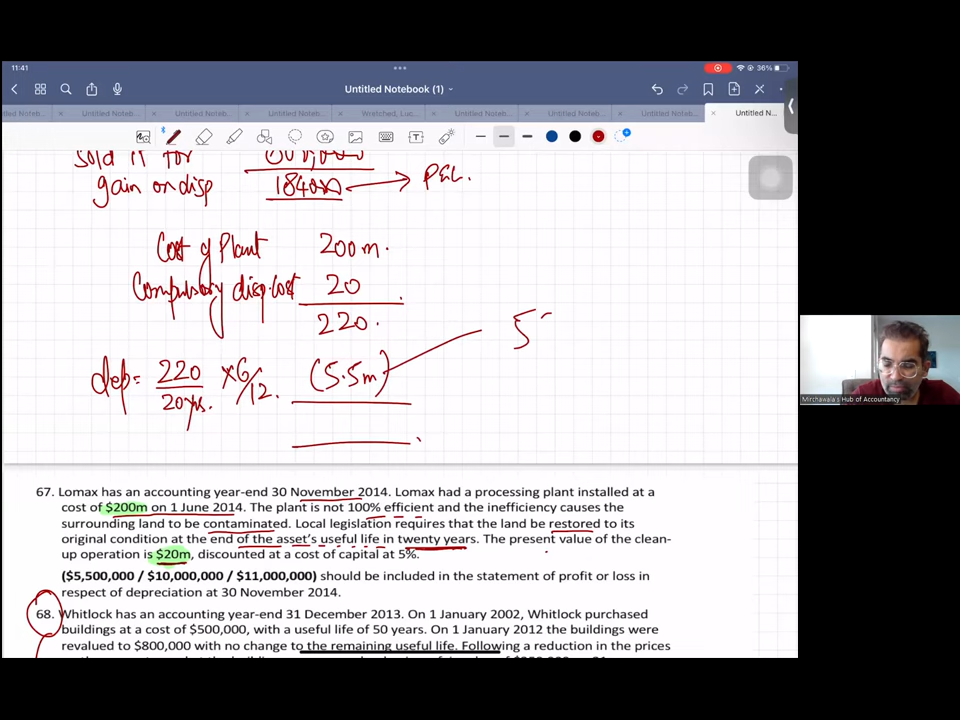 11:41
36%
Untitled Notebook (1)
Untitled Noteb... Untitled Noteb... Untitled Noteb... Wretched, Luc... Untitled Noteb... Untitled Noteb... Untitled N...
sold it for
gain on disp 1840m → P&L.
Cost of Plant 200m.
Compulsory disp.cost 20
220.
dep= 220/20yrs. x6/12. (5.5m)
67. Lomax has an accounting year-end 30 November 2014. Lomax had a processing plant installed at a
cost of $200m on 1 June 2014. The plant is not 100% efficient and the inefficiency causes the
surrounding land to be contaminated. Local legislation requires that the land be restored to its
original condition at the end of the asset's useful life in twenty years. The present value of the clean-
up operation is $20m, discounted at a cost of capital at 5%.
($5,500,000 / $10,000,000 / $11,000,000) should be included in the statement of profit or loss in
respect of depreciation at 30 November 2014.
68. Whitlock has an accounting year-end 31 December 2013. On 1 January 2002, Whitlock purchased
buildings at a cost of $500,000, with a useful life of 50 years. On 1 January 2012 the buildings were
revalued to $800,000 with no change to the remaining useful life. Following a reduction in the prices
Mirchawala's Hub of Accountancy